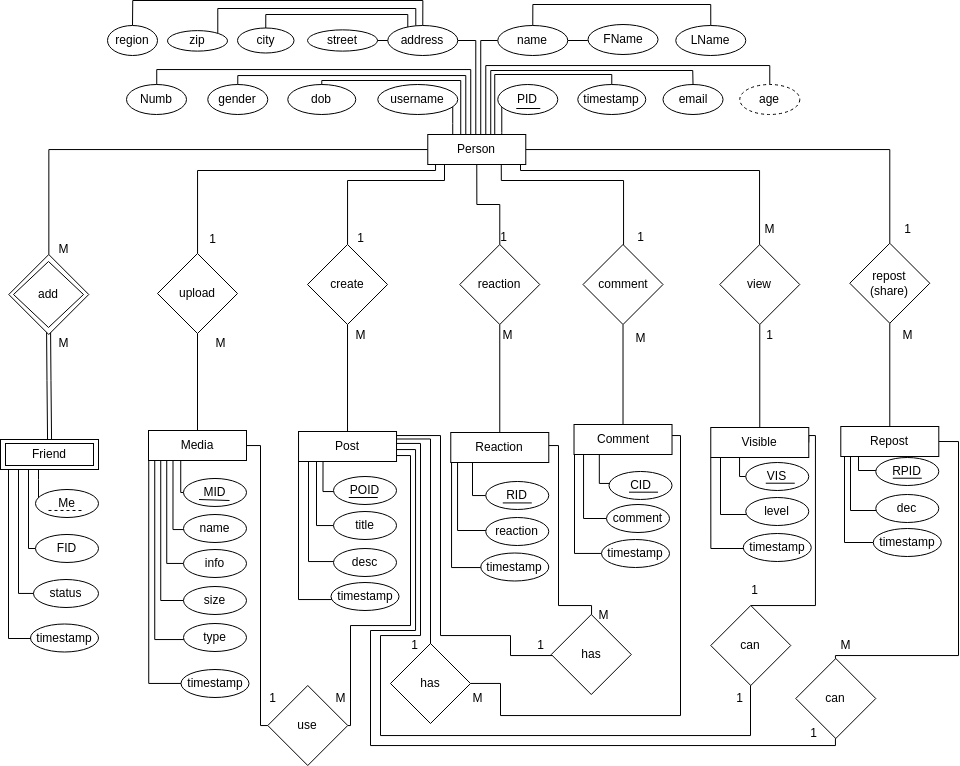 region
zip
city
street
address
name
FName
LName
Numb
gender
dob
username
PID
timestamp
email
age
Person
M
1
1
1
1
M
1
add
upload
create
reaction
comment
view
repost
(share)
M
M
M
M
M
1
M
Friend
Media
Post
Reaction
Comment
Visible
Repost
Me
FID
status
timestamp
MID
name
info
size
type
timestamp
POID
title
desc
timestamp
RID
reaction
timestamp
CID
comment
timestamp
VIS
level
timestamp
RPID
dec
timestamp
1
M
1
1
M
has
can
has
M
can
1
M
1
1
use